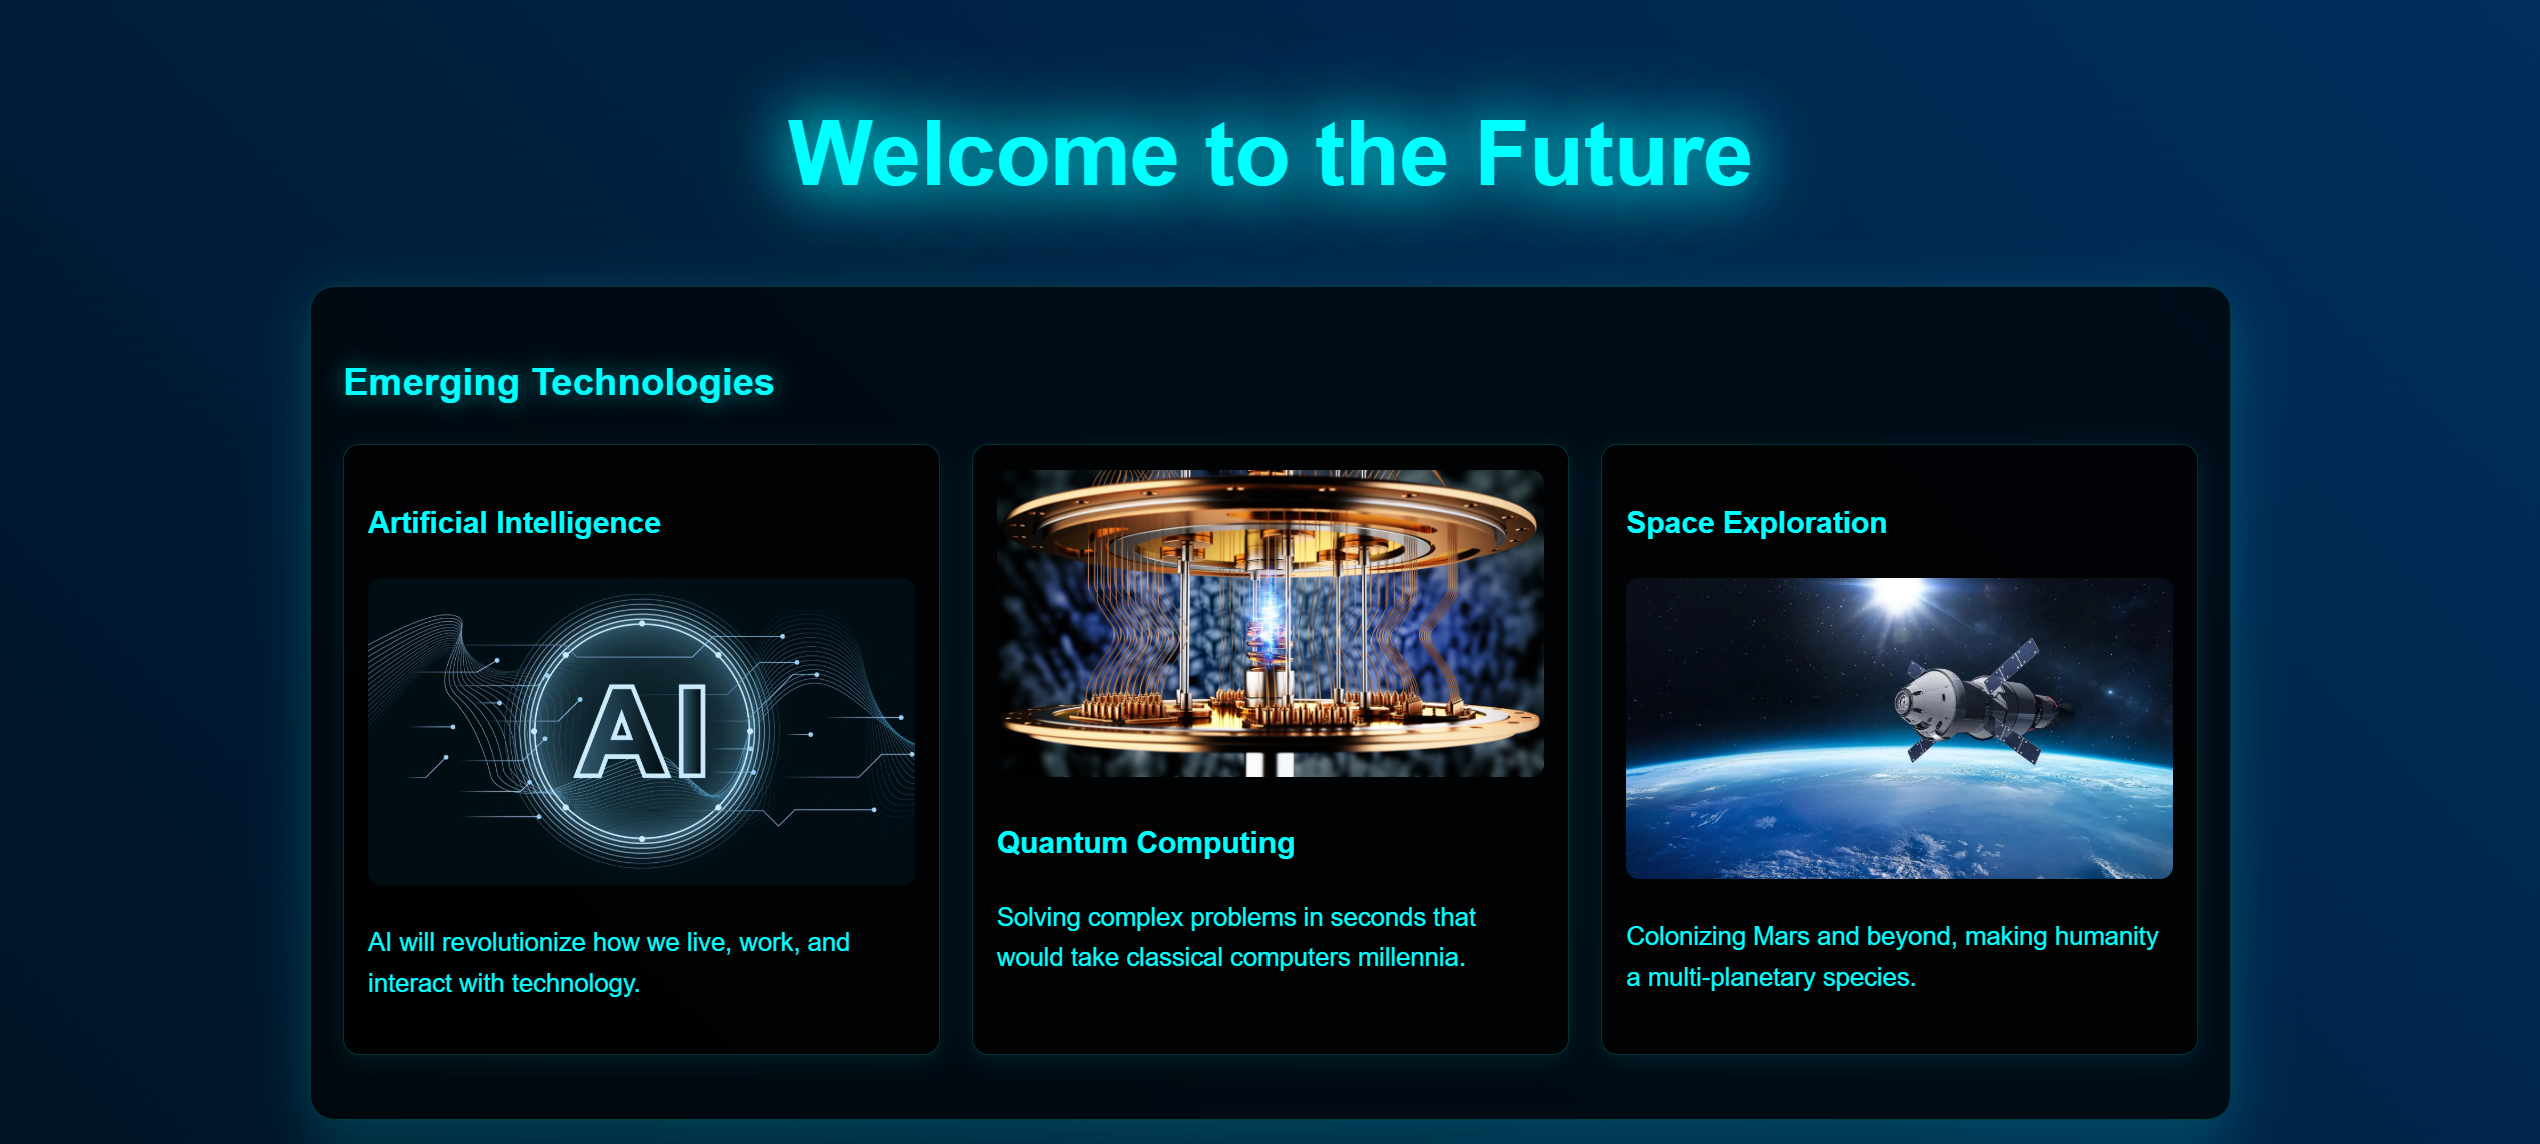 Welcome to the Future
Emerging Technologies
Artificial Intelligence
AI
AI will revolutionize how we live, work, and
interact with technology.
Quantum Computing
Solving complex problems in seconds that
would take classical computers millennia.
Space Exploration
Colonizing Mars and beyond, making humanity
a multi-planetary species.